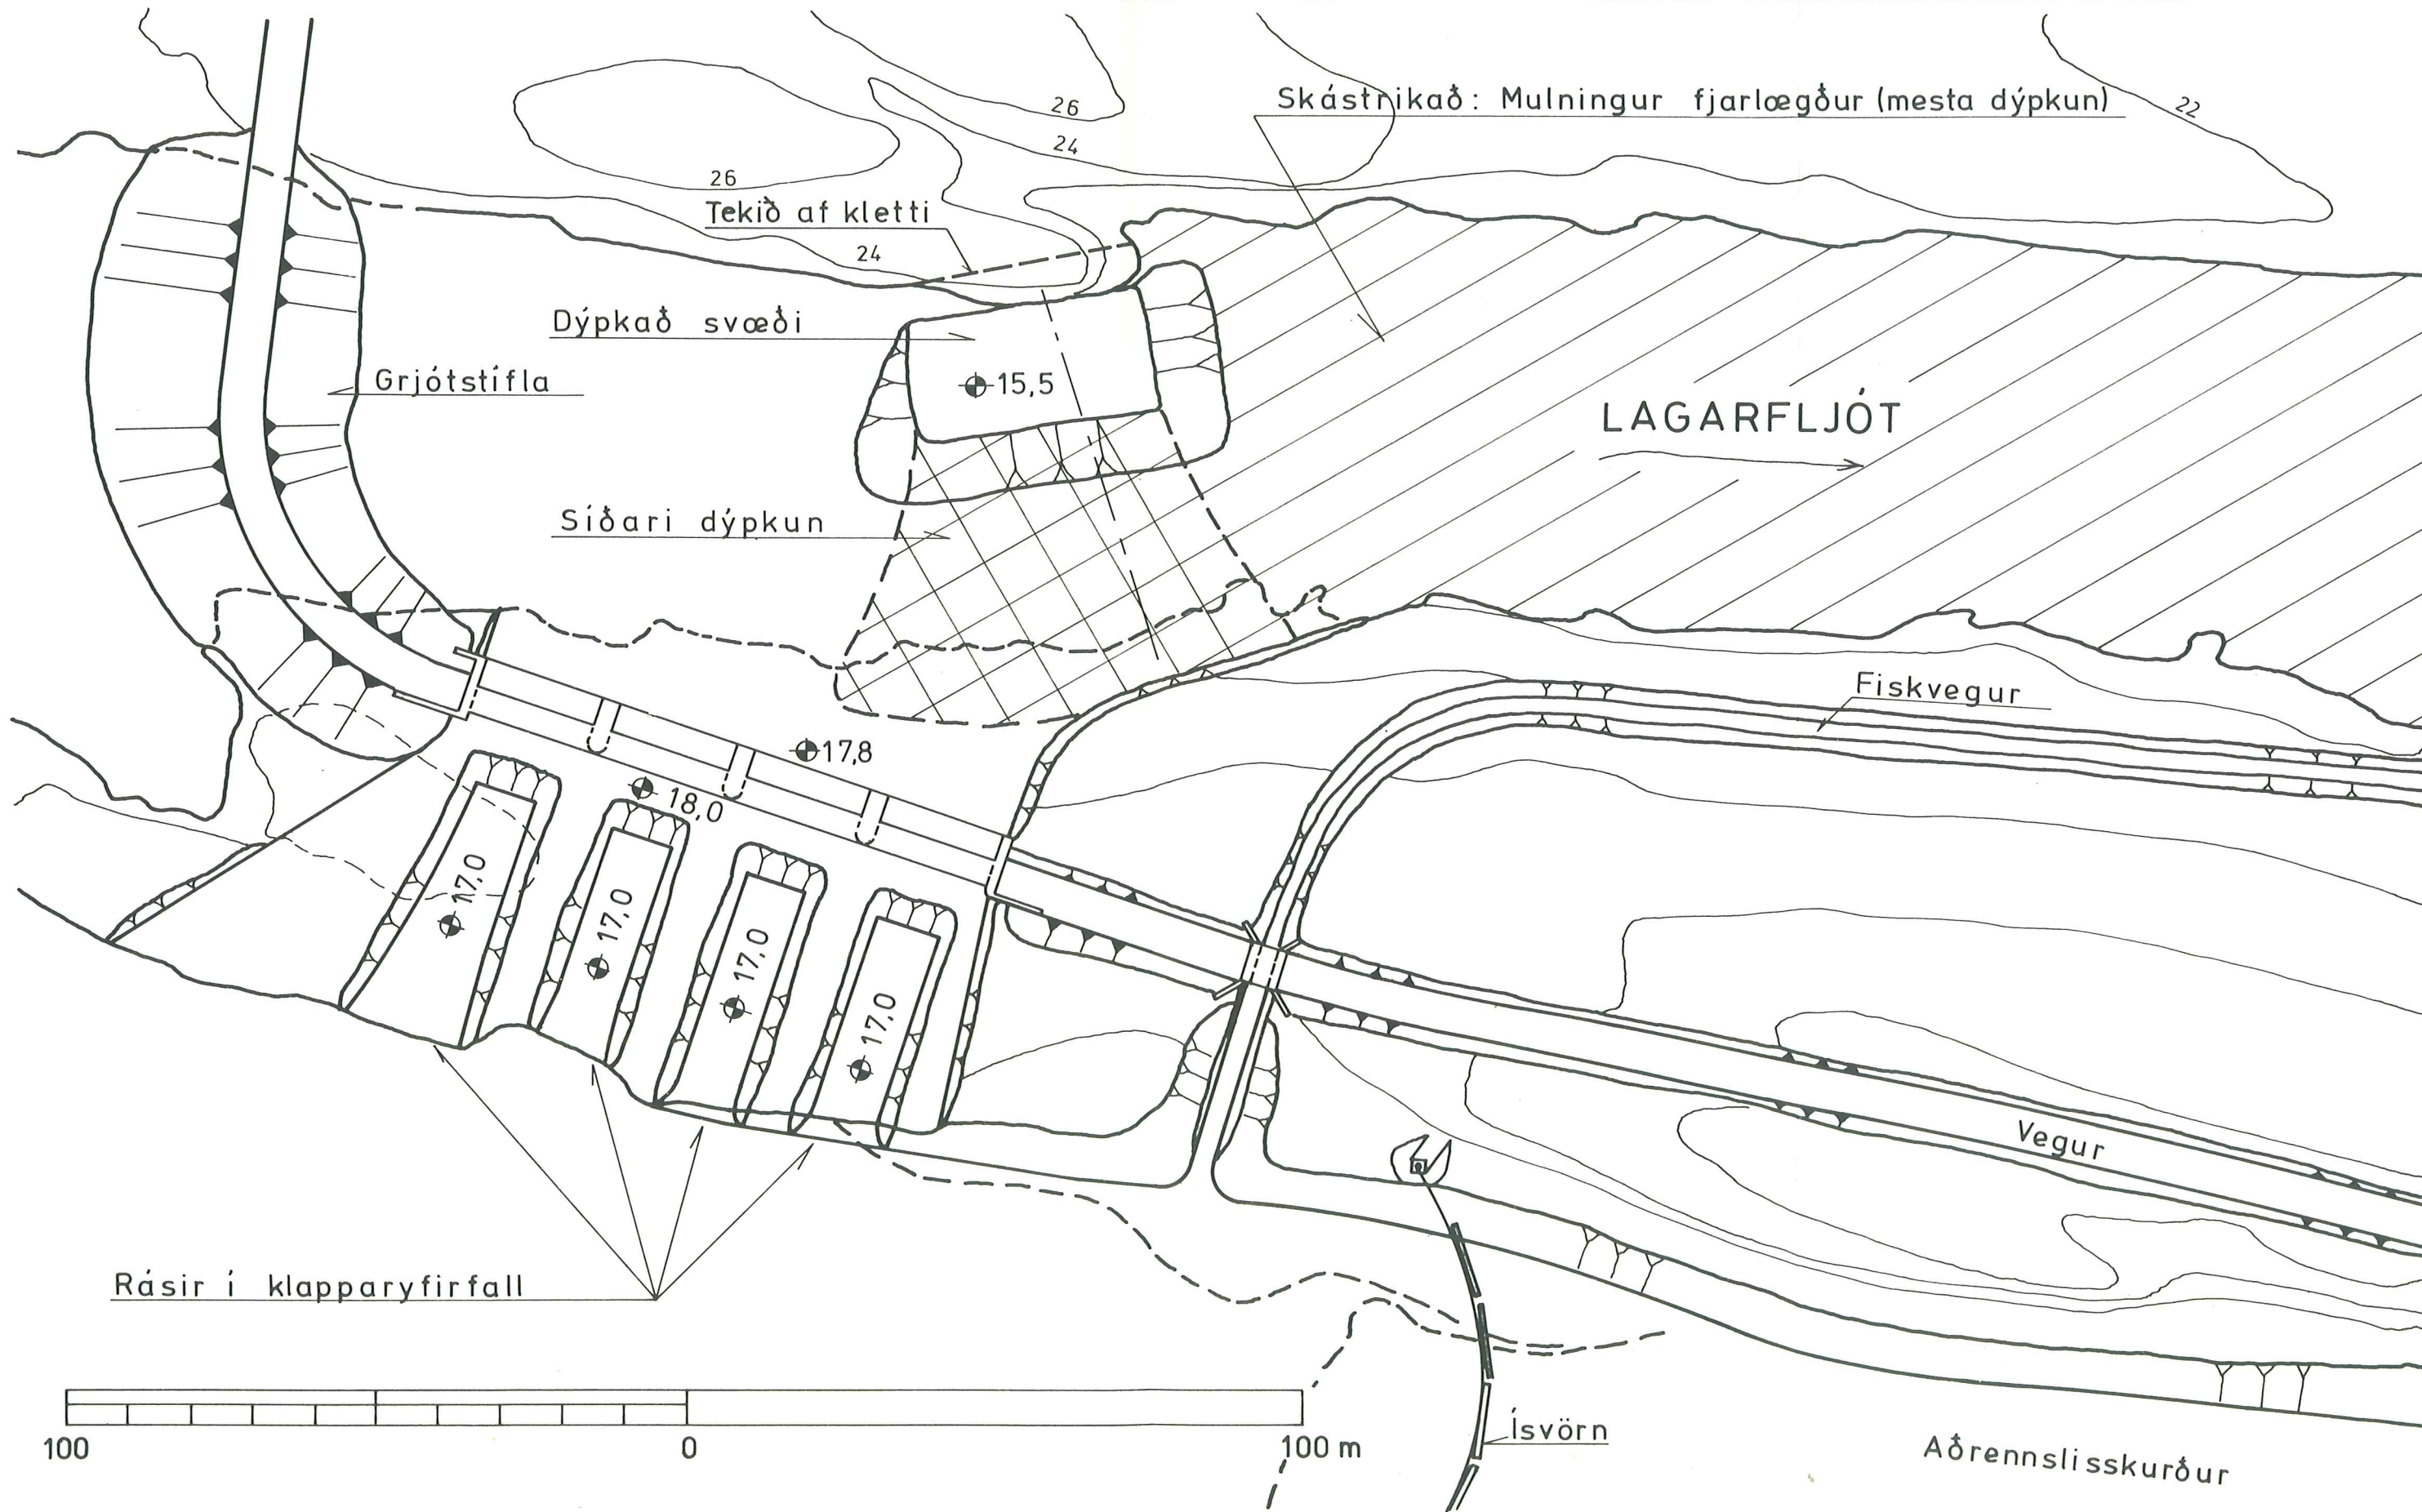 26
Skástrikað: Mulningur fjarlægður (mesta dýpkun)
22
24
26
Tekið af kletti
24
Dýpkað svæði
Grjótstífla
15,5
LAGARFLJÓT
Síðari dýpkun
Fiskvegur
17,8
18,0
17,0
17,0
17,0
17,0
Vegur
Rásir í klapparyfirfall
Ísvörn
Aðrennslisskurður
100
0
100 m